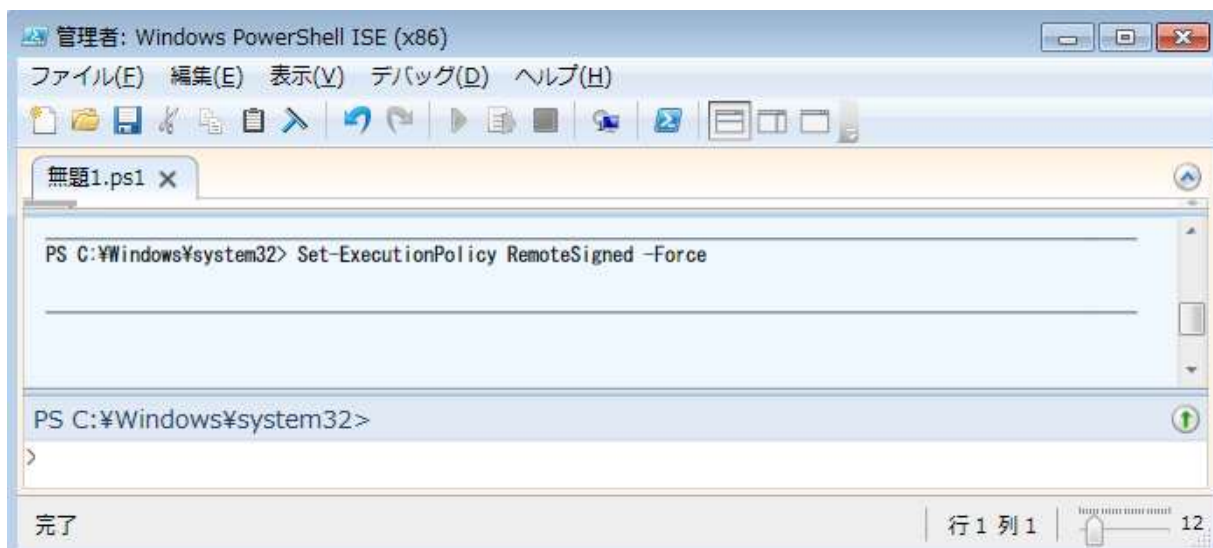 管理者: Windows PowerShell ISE (x86)
ファイル(F) 編集(E) 表示(V) デバッグ(D) ヘルプ(H)
無題1.ps1
PS C:¥Windows¥system32> Set-ExecutionPolicy RemoteSigned -Force
PS C:¥Windows¥system32>
>
完了 行 1 列 1 12